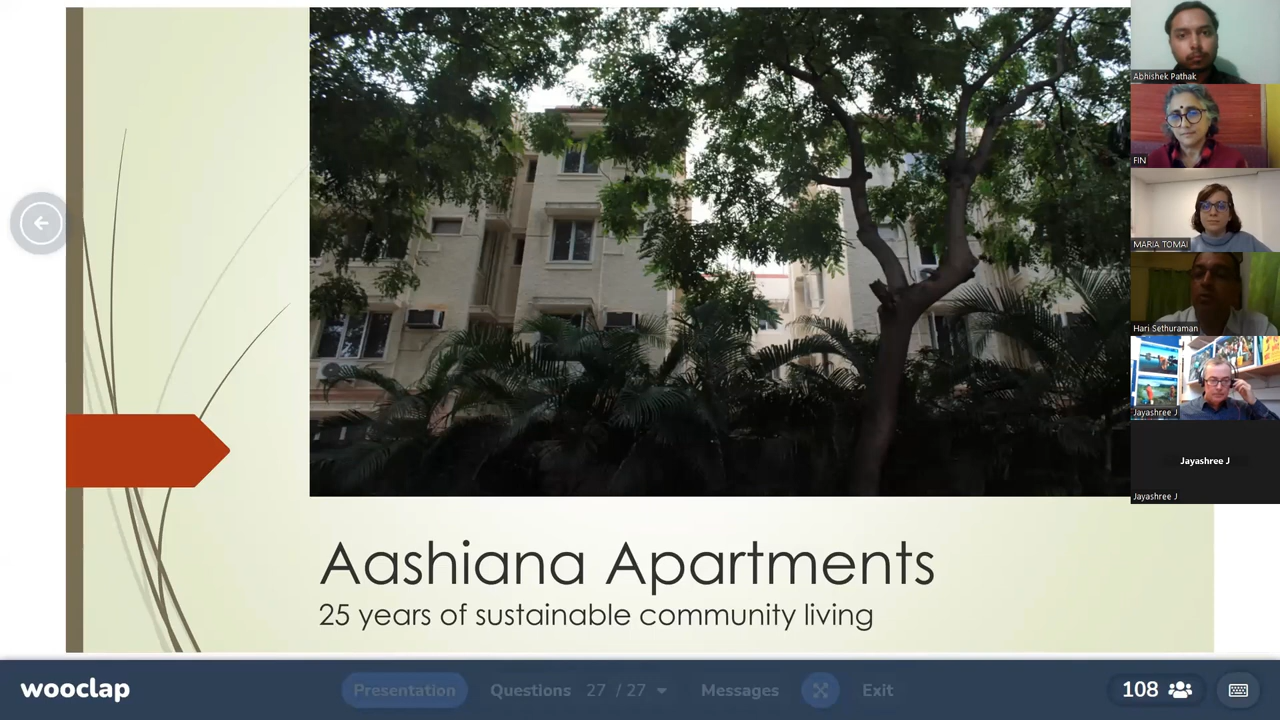 Abhishek Pathak
FIN
MARIA TOMAI
Hari Sethuraman
Jayashree J
Jayashree J
Jayashree J
Aashiana Apartments
25 years of sustainable community living
wooclap
Presentation
Questions 27 / 27
Messages
Exit
108